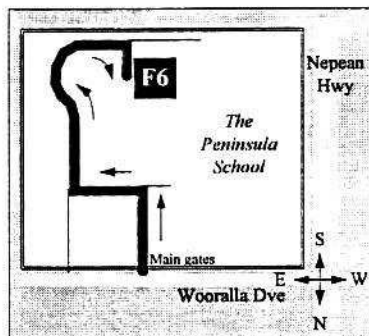 Nepean
Hwy
F6
The
Peninsula
School
Main gates
S
E
W
Wooralla Dve
N